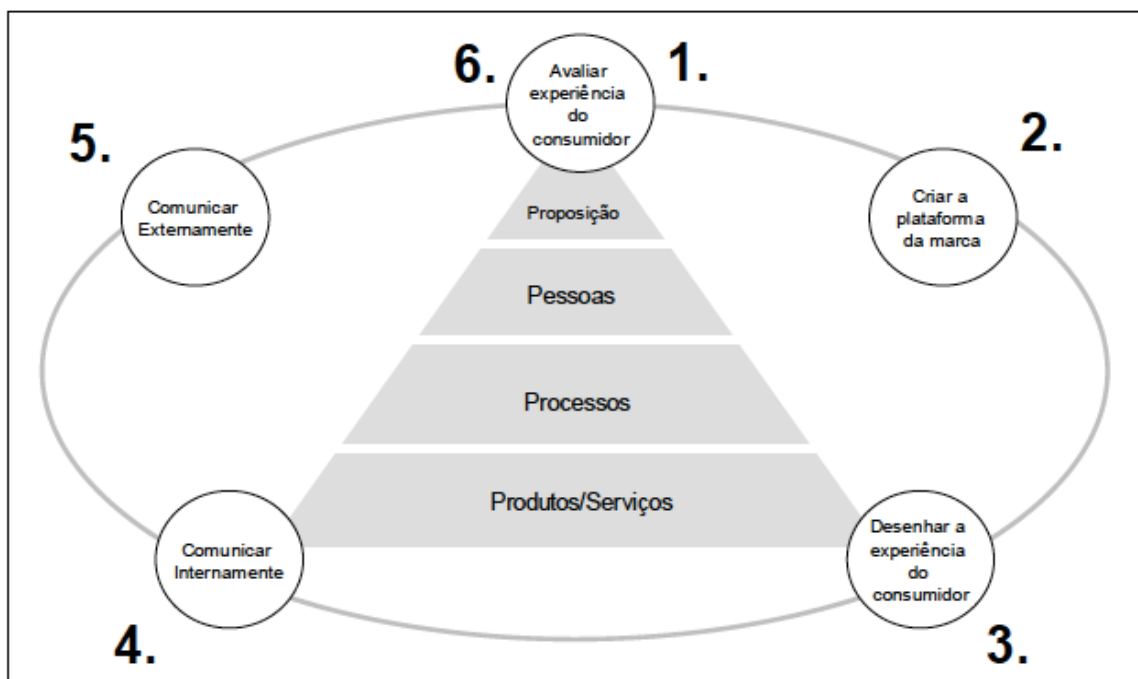 6.
Avaliar
experiência
do
consumidor
1.
5.
2.
Comunicar
Externamente
Criar a
plataforma
da marca
Proposição
Pessoas
Processos
Produtos/Serviços
Comunicar
Internamente
Desenhar a
experiência
do
consumidor
4.
3.